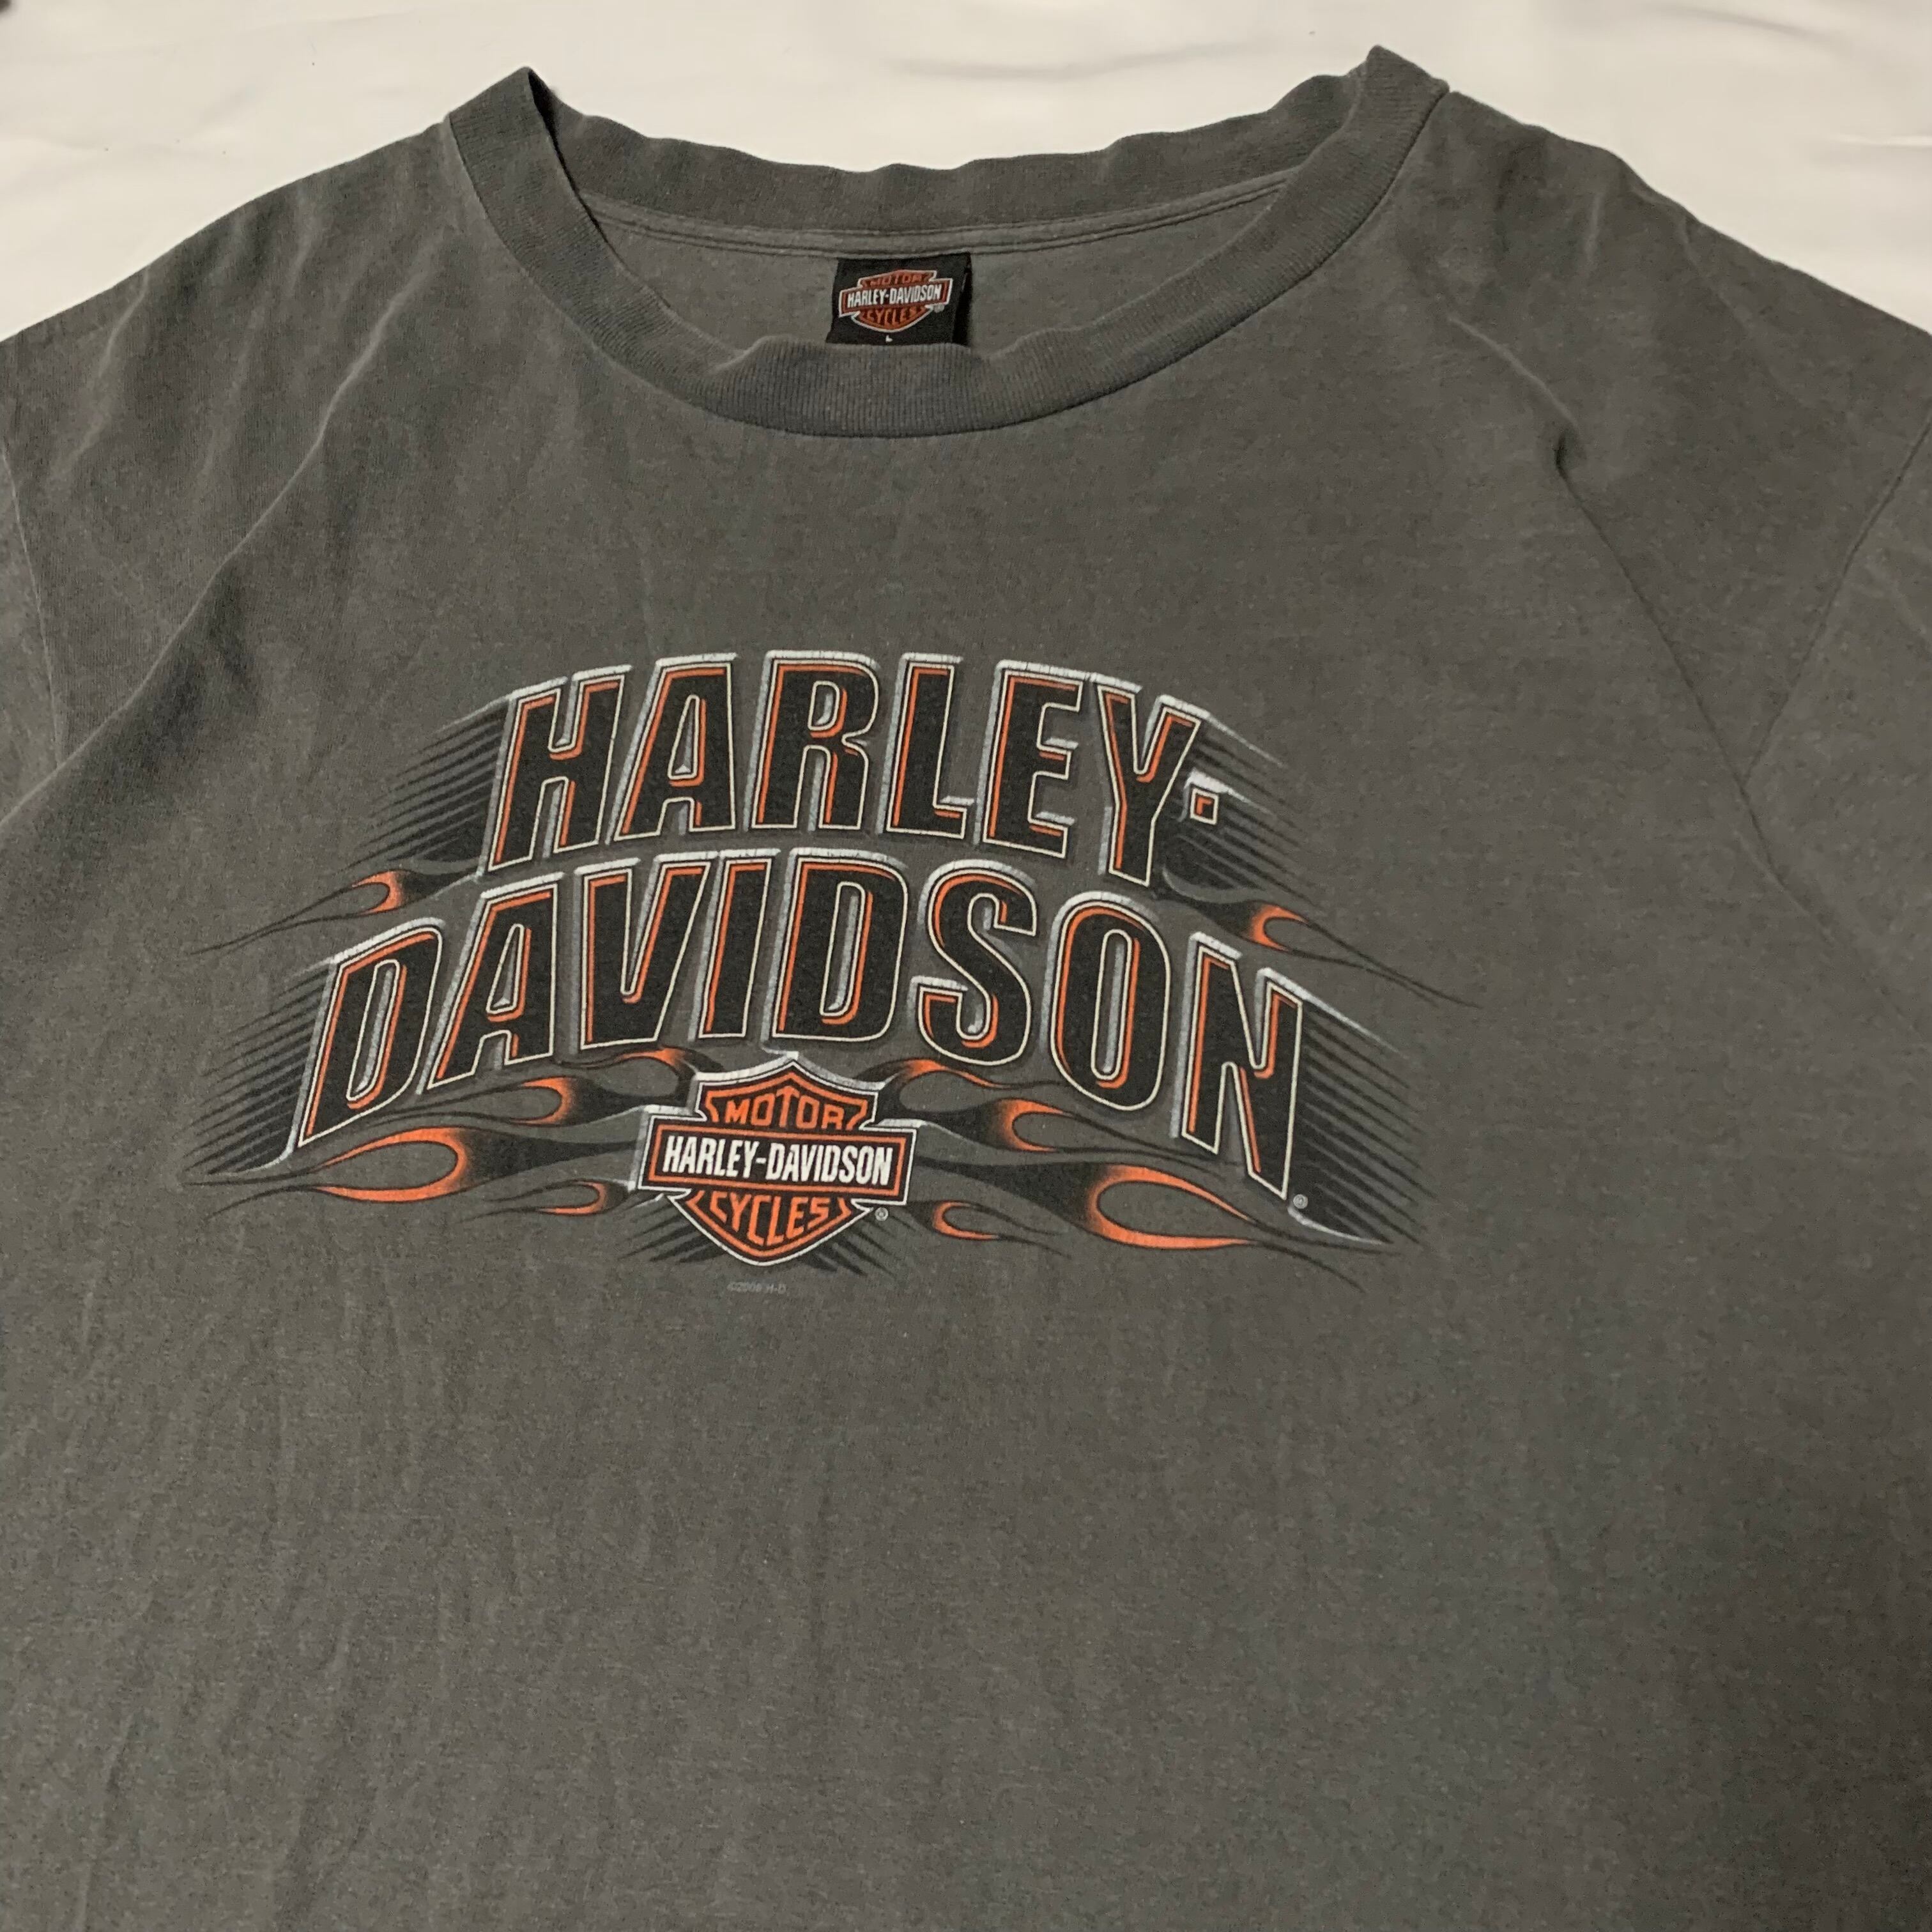 MOTOR
HARLEY-DAVIDSON
CYCLES
®
L
HARLEY-
DAVIDSON
®
MOTOR
HARLEY-DAVIDSON
CYCLES
®